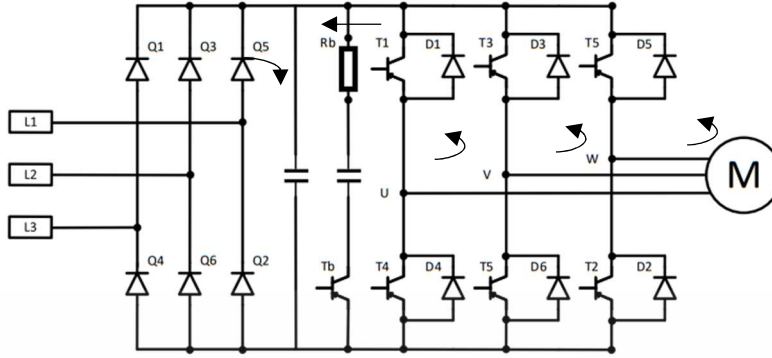 Q1 Q3 Q5 Rb T1 D1 T3 D3 T5 D5
L1
L2
L3
U V W M
Q4 Q6 Q2 Tb T4 D4 T5 D6 T2 D2